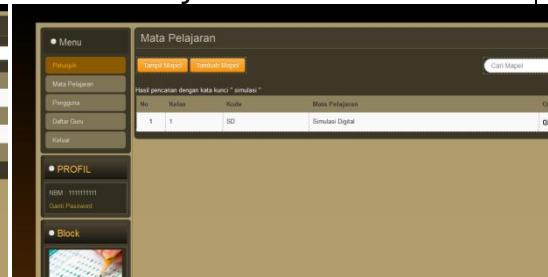 Menu
Petunjuk
Mata Pelajaran
Pengguna
Daftar Guru
Keluar
PROFIL
NBM : 1111111111
Ganti Password
Block
Mata Pelajaran
Tampil Mapel Tambah Mapel
Cari Mapel
Hasil pencarian dengan kata kunci " simulasi "
No Kelas Kode Mata Pelajaran
1 1 SD Simulasi Digital